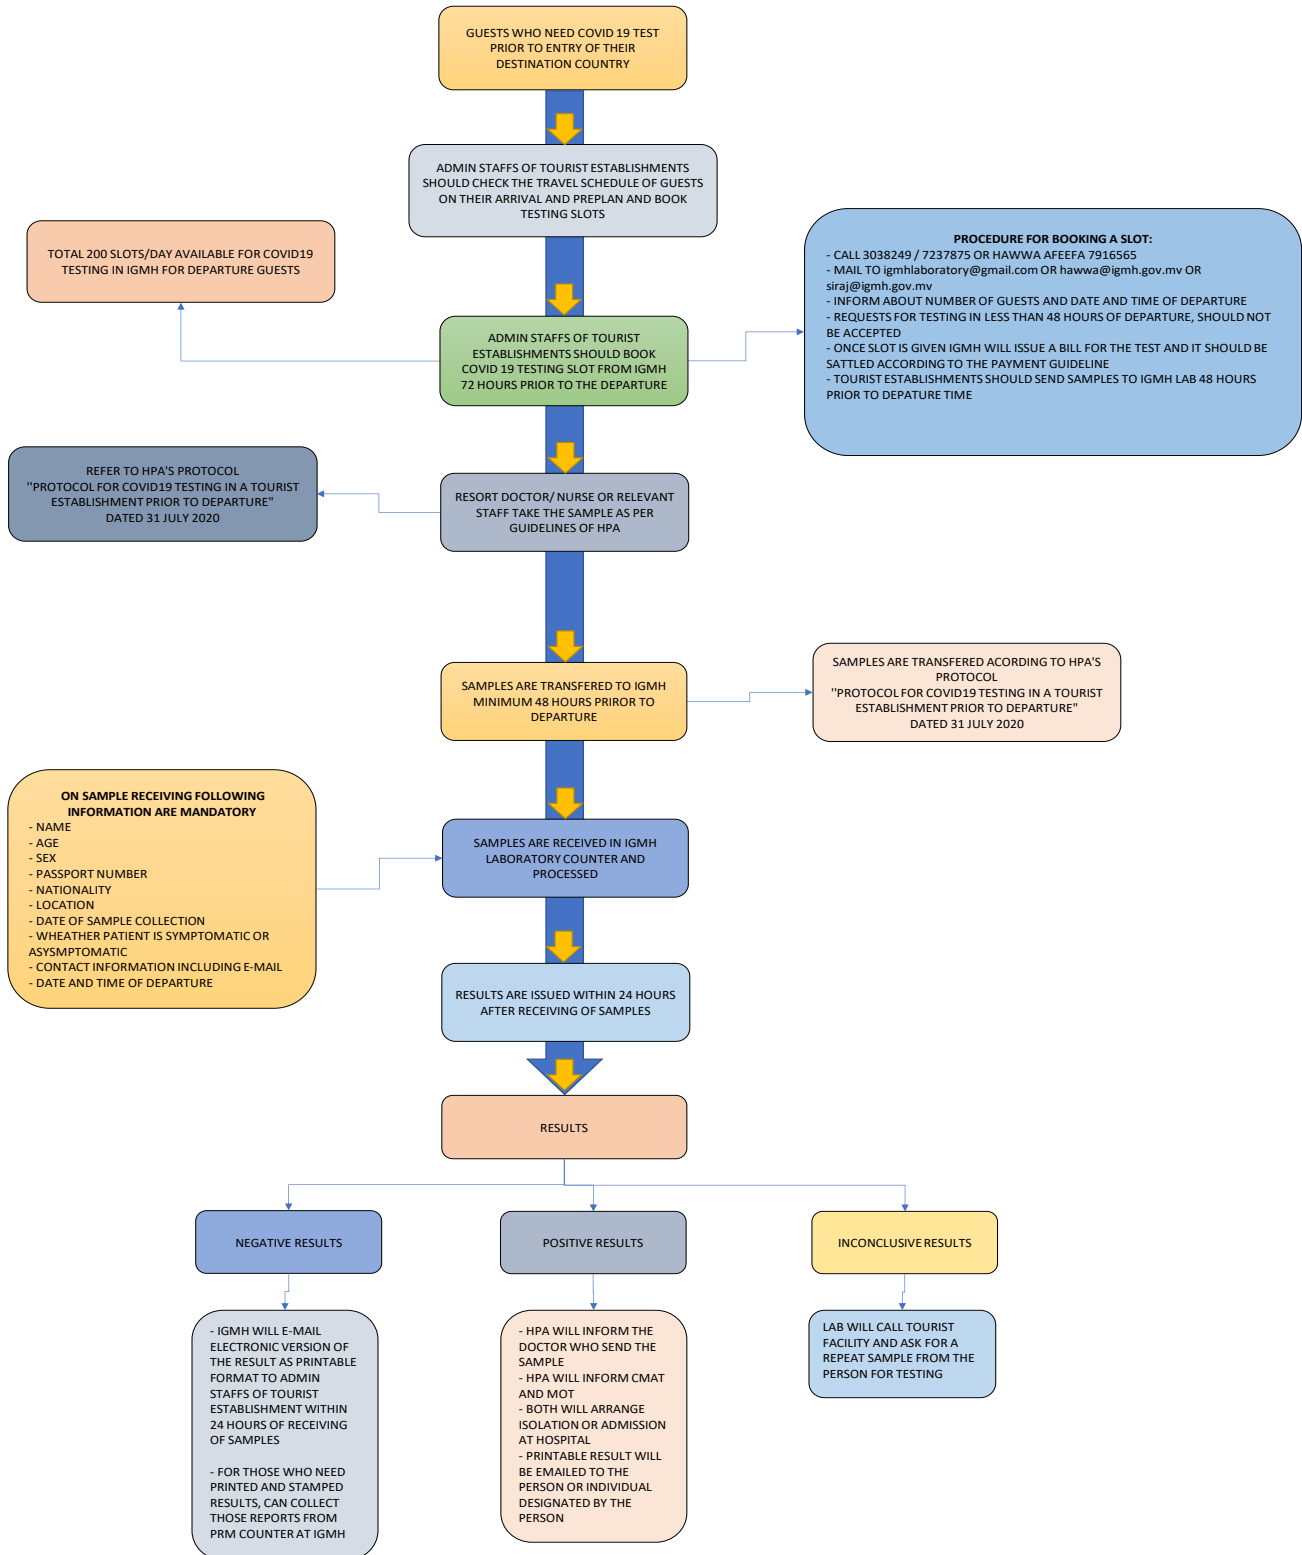 GUESTS WHO NEED COVID 19 TEST
PRIOR TO ENTRY OF THEIR
DESTINATION COUNTRY
ADMIN STAFFS OF TOURIST ESTABLISHMENTS
SHOULD CHECK THE TRAVEL SCHEDULE OF GUESTS
ON THEIR ARRIVAL AND PREPLAN AND BOOK
TESTING SLOTS
TOTAL 200 SLOTS/DAY AVAILABLE FOR COVID19
TESTING IN IGMH FOR DEPARTURE GUESTS
PROCEDURE FOR BOOKING A SLOT:
- CALL 3038249 / 7237875 OR HAWWA AFEEFA 7916565
- MAIL TO igmhlaboratory@gmail.com OR hawwa@igmh.gov.mv OR
siraj@igmh.gov.mv
- INFORM ABOUT NUMBER OF GUESTS AND DATE AND TIME OF DEPARTURE
- REQUESTS FOR TESTING IN LESS THAN 48 HOURS OF DEPARTURE, SHOULD NOT
BE ACCEPTED
- ONCE SLOT IS GIVEN IGMH WILL ISSUE A BILL FOR THE TEST AND IT SHOULD BE
SATTLED ACCORDING TO THE PAYMENT GUIDELINE
- TOURIST ESTABLISHMENTS SHOULD SEND SAMPLES TO IGMH LAB 48 HOURS
PRIOR TO DEPATURE TIME
ADMIN STAFFS OF TOURIST
ESTABLISHMENTS SHOULD BOOK
COVID 19 TESTING SLOT FROM IGMH
72 HOURS PRIOR TO THE DEPARTURE
REFER TO HPA'S PROTOCOL
"PROTOCOL FOR COVID19 TESTING IN A TOURIST
ESTABLISHMENT PRIOR TO DEPARTURE"
DATED 31 JULY 2020
RESORT DOCTOR/ NURSE OR RELEVANT
STAFF TAKE THE SAMPLE AS PER
GUIDELINES OF HPA
SAMPLES ARE TRANSFERED TO IGMH
MINIMUM 48 HOURS PRIROR TO
DEPARTURE
SAMPLES ARE TRANSFERED ACORDING TO HPA'S
PROTOCOL
"PROTOCOL FOR COVID19 TESTING IN A TOURIST
ESTABLISHMENT PRIOR TO DEPARTURE"
DATED 31 JULY 2020
ON SAMPLE RECEIVING FOLLOWING
INFORMATION ARE MANDATORY
- NAME
- AGE
- SEX
- PASSPORT NUMBER
- NATIONALITY
- LOCATION
- DATE OF SAMPLE COLLECTION
- WHEATHER PATIENT IS SYMPTOMATIC OR
ASYSMPTOMATIC
- CONTACT INFORMATION INCLUDING E-MAIL
- DATE AND TIME OF DEPARTURE
SAMPLES ARE RECEIVED IN IGMH
LABORATORY COUNTER AND
PROCESSED
RESULTS ARE ISSUED WITHIN 24 HOURS
AFTER RECEIVING OF SAMPLES
RESULTS
NEGATIVE RESULTS
POSITIVE RESULTS
INCONCLUSIVE RESULTS
- IGMH WILL E-MAIL
ELECTRONIC VERSION OF
THE RESULT AS PRINTABLE
FORMAT TO ADMIN
STAFFS OF TOURIST
ESTABLISHMENT WITHIN
24 HOURS OF RECEIVING
OF SAMPLES
- FOR THOSE WHO NEED
PRINTED AND STAMPED
RESULTS, CAN COLLECT
THOSE REPORTS FROM
PRM COUNTER AT IGMH
- HPA WILL INFORM THE
DOCTOR WHO SEND THE
SAMPLE
- HPA WILL INFORM CMAT
AND MOT
- BOTH WILL ARRANGE
ISOLATION OR ADMISSION
AT HOSPITAL
- PRINTABLE RESULT WILL
BE EMAILED TO THE
PERSON OR INDIVIDUAL
DESIGNATED BY THE
PERSON
LAB WILL CALL TOURIST
FACILITY AND ASK FOR A
REPEAT SAMPLE FROM THE
PERSON FOR TESTING